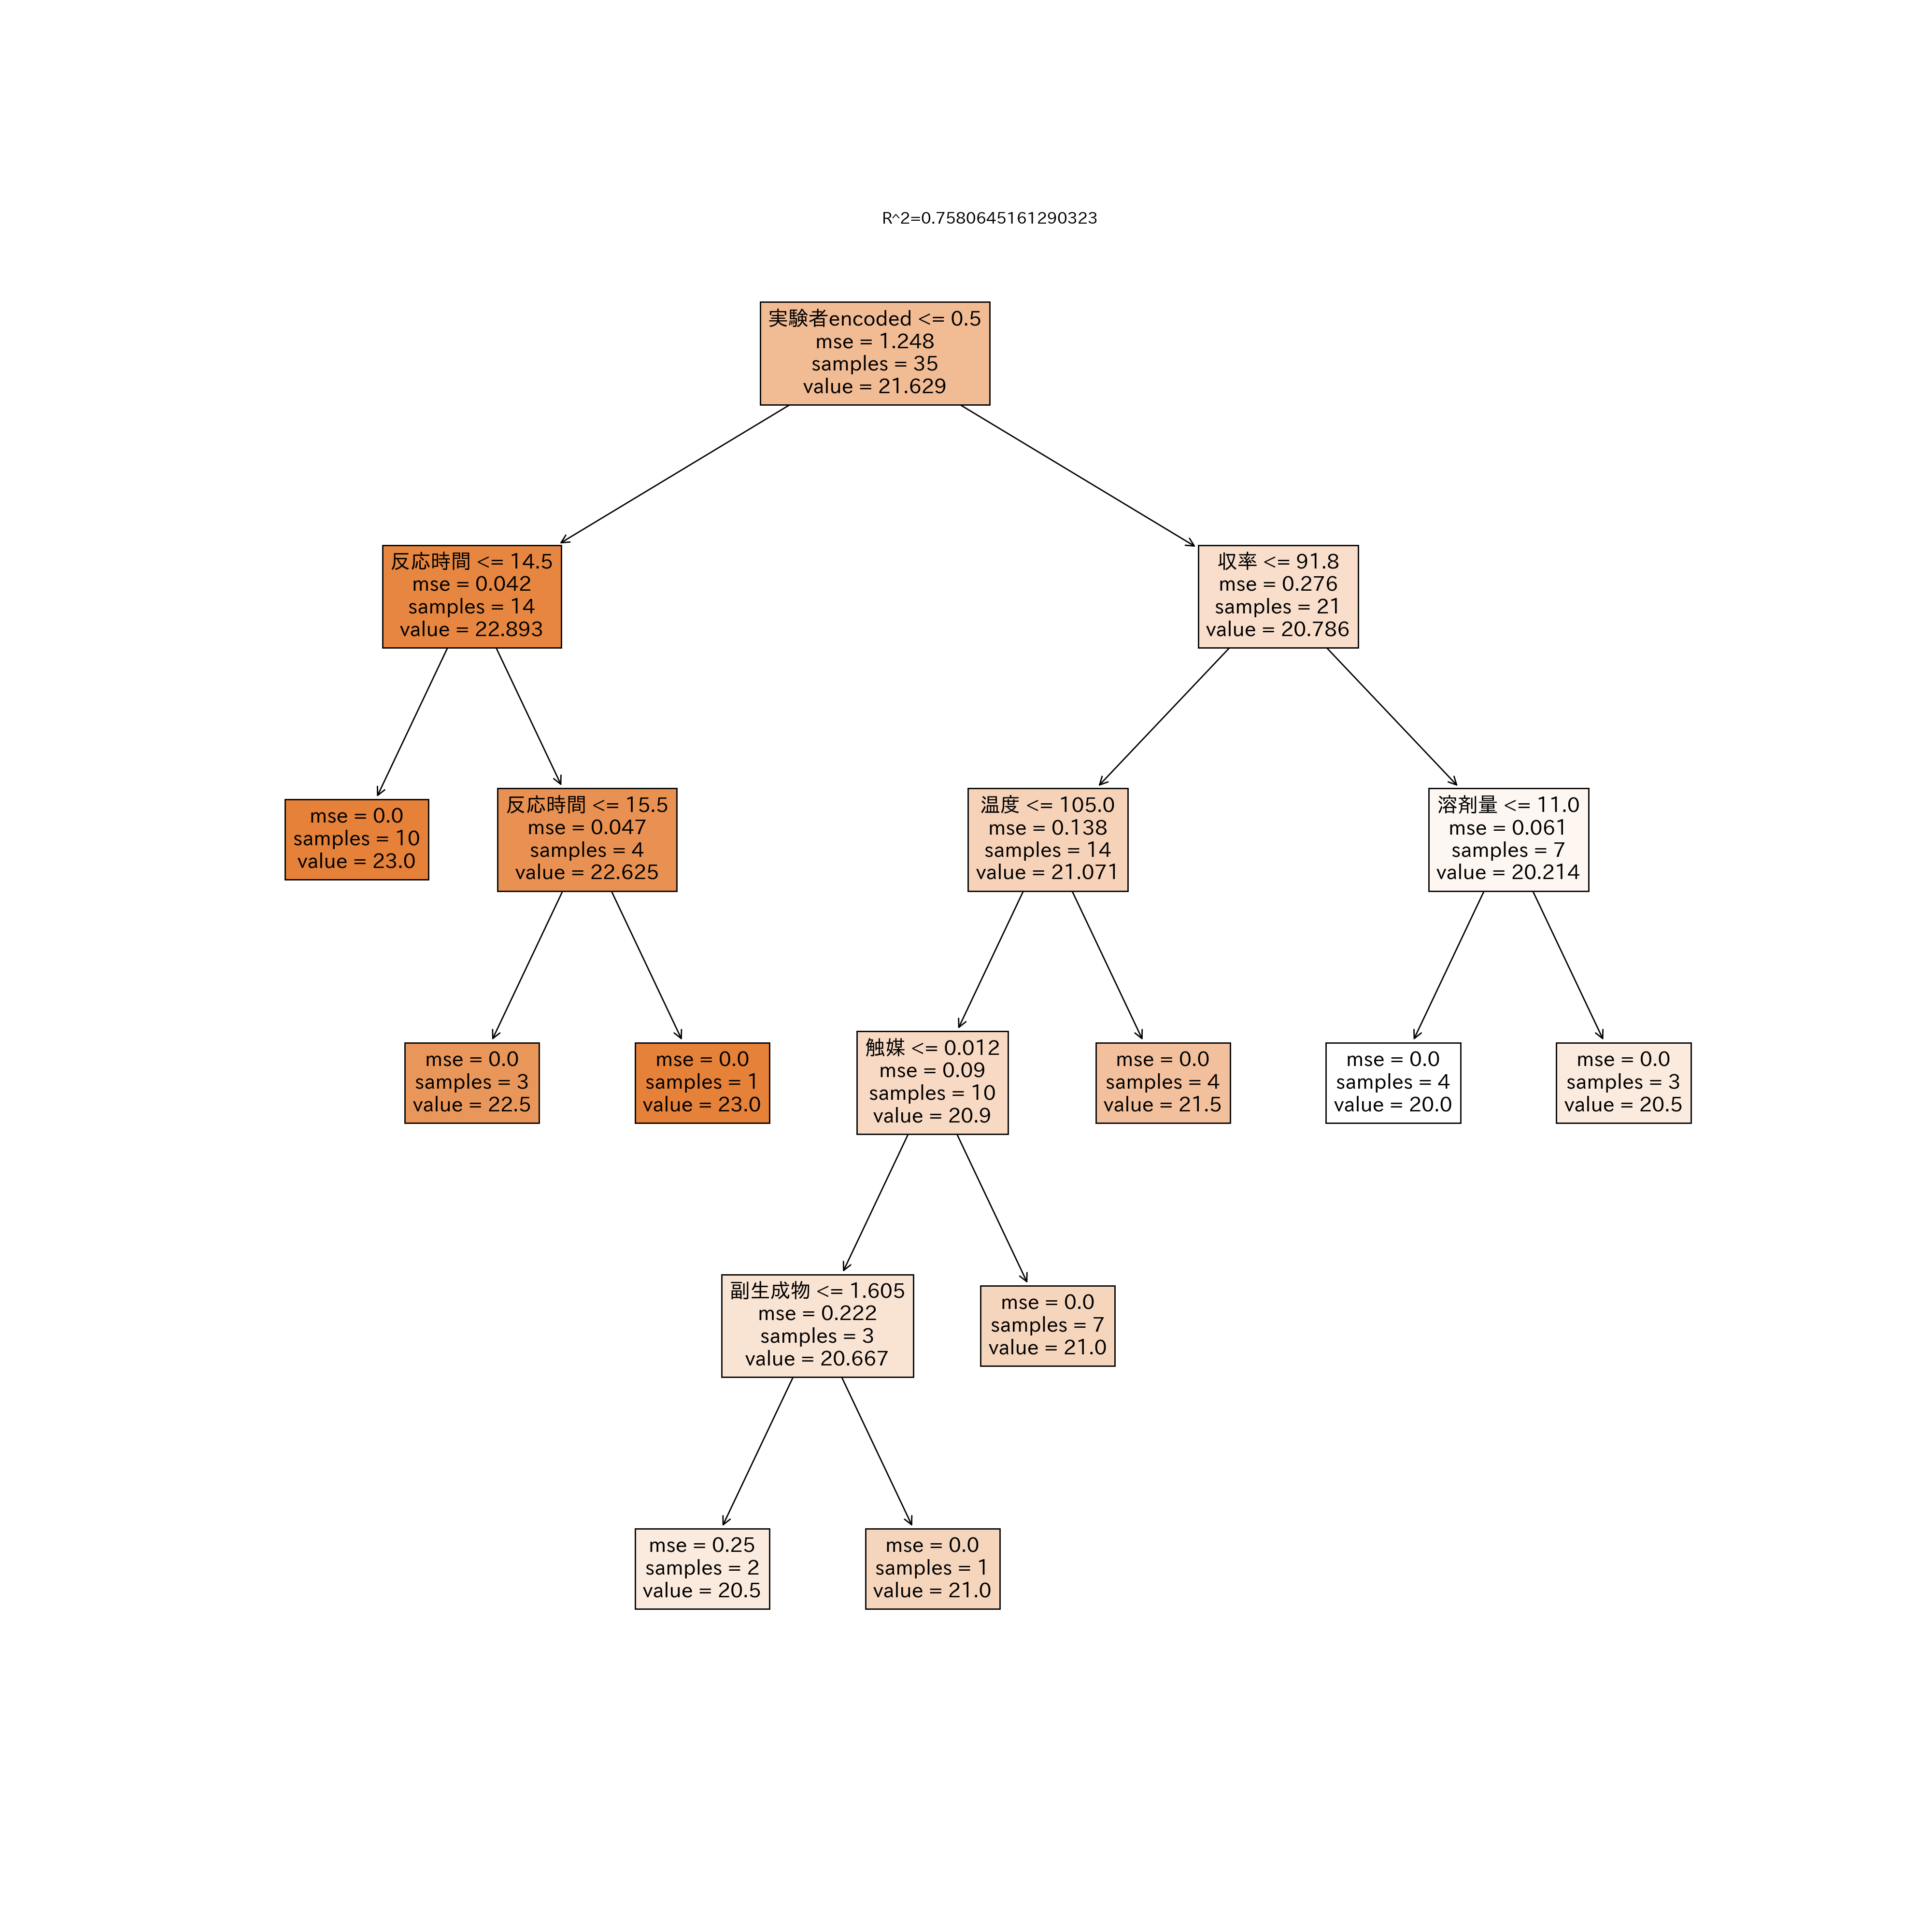 R^2=0.7580645161290323
実験者encoded <= 0.5
mse = 1.248
samples = 35
value = 21.629
反応時間 <= 14.5
mse = 0.042
samples = 14
value = 22.893
収率 <= 91.8
mse = 0.276
samples = 21
value = 20.786
mse = 0.0
samples = 10
value = 23.0
反応時間 <= 15.5
mse = 0.047
samples = 4
value = 22.625
温度 <= 105.0
mse = 0.138
samples = 14
value = 21.071
溶剤量 <= 11.0
mse = 0.061
samples = 7
value = 20.214
mse = 0.0
samples = 3
value = 22.5
mse = 0.0
samples = 1
value = 23.0
触媒 <= 0.012
mse = 0.09
samples = 10
value = 20.9
mse = 0.0
samples = 4
value = 21.5
mse = 0.0
samples = 4
value = 20.0
mse = 0.0
samples = 3
value = 20.5
副生成物 <= 1.605
mse = 0.222
samples = 3
value = 20.667
mse = 0.0
samples = 7
value = 21.0
mse = 0.25
samples = 2
value = 20.5
mse = 0.0
samples = 1
value = 21.0